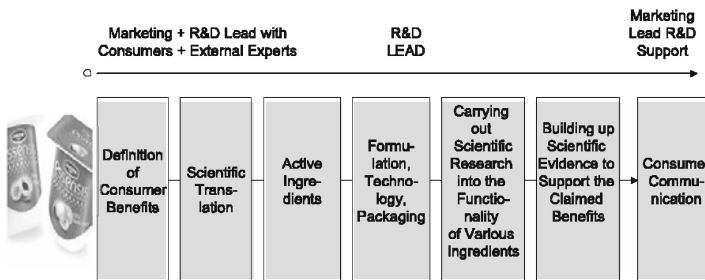 Marketing + R&D Lead with
Consumers + External Experts
R&D
LEAD
Marketing
Lead R&D
Support
Definition
of
Consumer
Benefits
Scientific
Trans-
lation
Active
Ingre-
dients
Formu-
lation,
Techno-
logy,
Packaging
Carrying
out
Scientific
Research
into the
Functio-
nality
of Various
Ingredients
Building up
Scientific
Evidence to
Support the
Claimed
Benefits
Consume
Commu-
nication